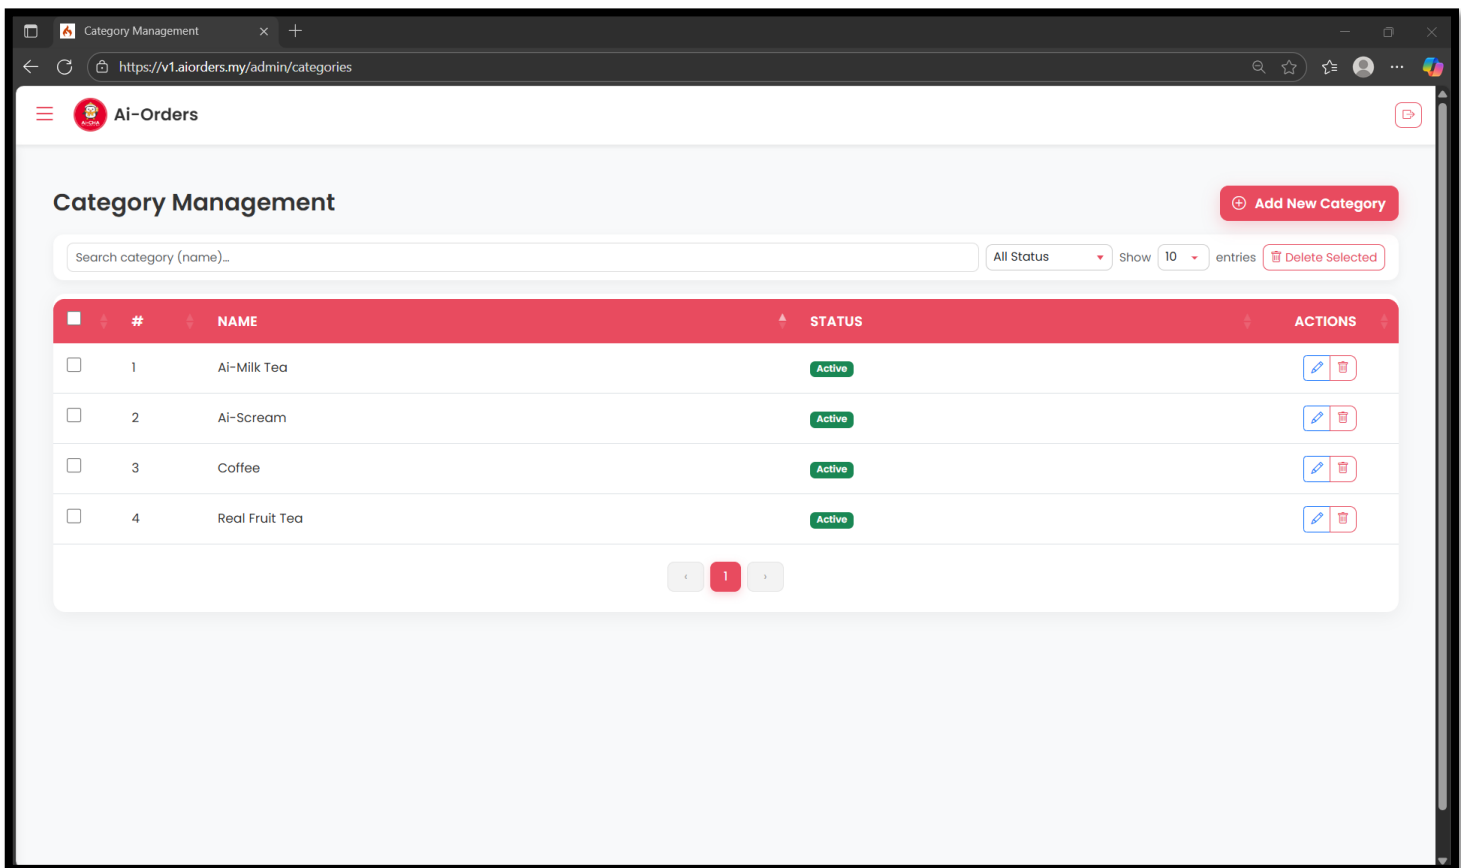 Category Management
https://v1.aiorders.my/admin/categories
Ai-Orders
Category Management
Add New Category
Search category (name)...
All Status
Show 10 entries
Delete Selected
# NAME STATUS ACTIONS
1 Ai-Milk Tea Active
2 Ai-Scream Active
3 Coffee Active
4 Real Fruit Tea Active
‹ 1 ›